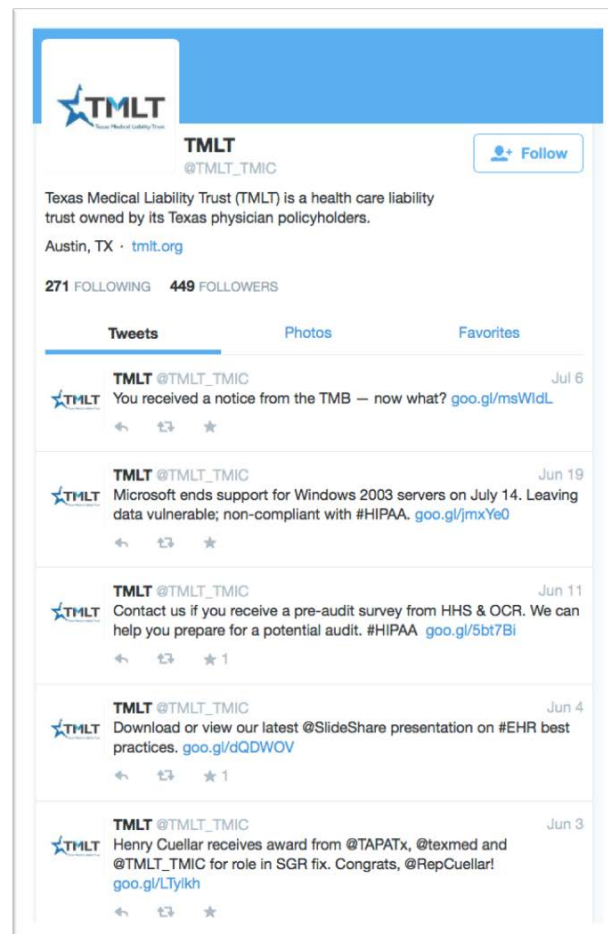 TMLT
Texas Medical Liability Trust
TMLT
@TMLT_TMIC
Follow
Texas Medical Liability Trust (TMLT) is a health care liability
trust owned by its Texas physician policyholders.
Austin, TX · tmlt.org
271 FOLLOWING 449 FOLLOWERS
Tweets Photos Favorites
TMLT @TMLT_TMIC Jul 6
TMLT
You received a notice from the TMB — now what? goo.gl/msWIdL
TMLT @TMLT_TMIC Jun 19
TMLT
Microsoft ends support for Windows 2003 servers on July 14. Leaving
data vulnerable; non-compliant with #HIPAA. goo.gl/jmxYe0
TMLT @TMLT_TMIC Jun 11
TMLT
Contact us if you receive a pre-audit survey from HHS & OCR. We can
help you prepare for a potential audit. #HIPAA goo.gl/5bt7Bi
1
TMLT @TMLT_TMIC Jun 4
TMLT
Download or view our latest @SlideShare presentation on #EHR best
practices. goo.gl/dQDWOV
1
TMLT @TMLT_TMIC Jun 3
TMLT
Henry Cuellar receives award from @TAPATx, @texmed and
@TMLT_TMIC for role in SGR fix. Congrats, @RepCuellar!
goo.gl/LTylkh